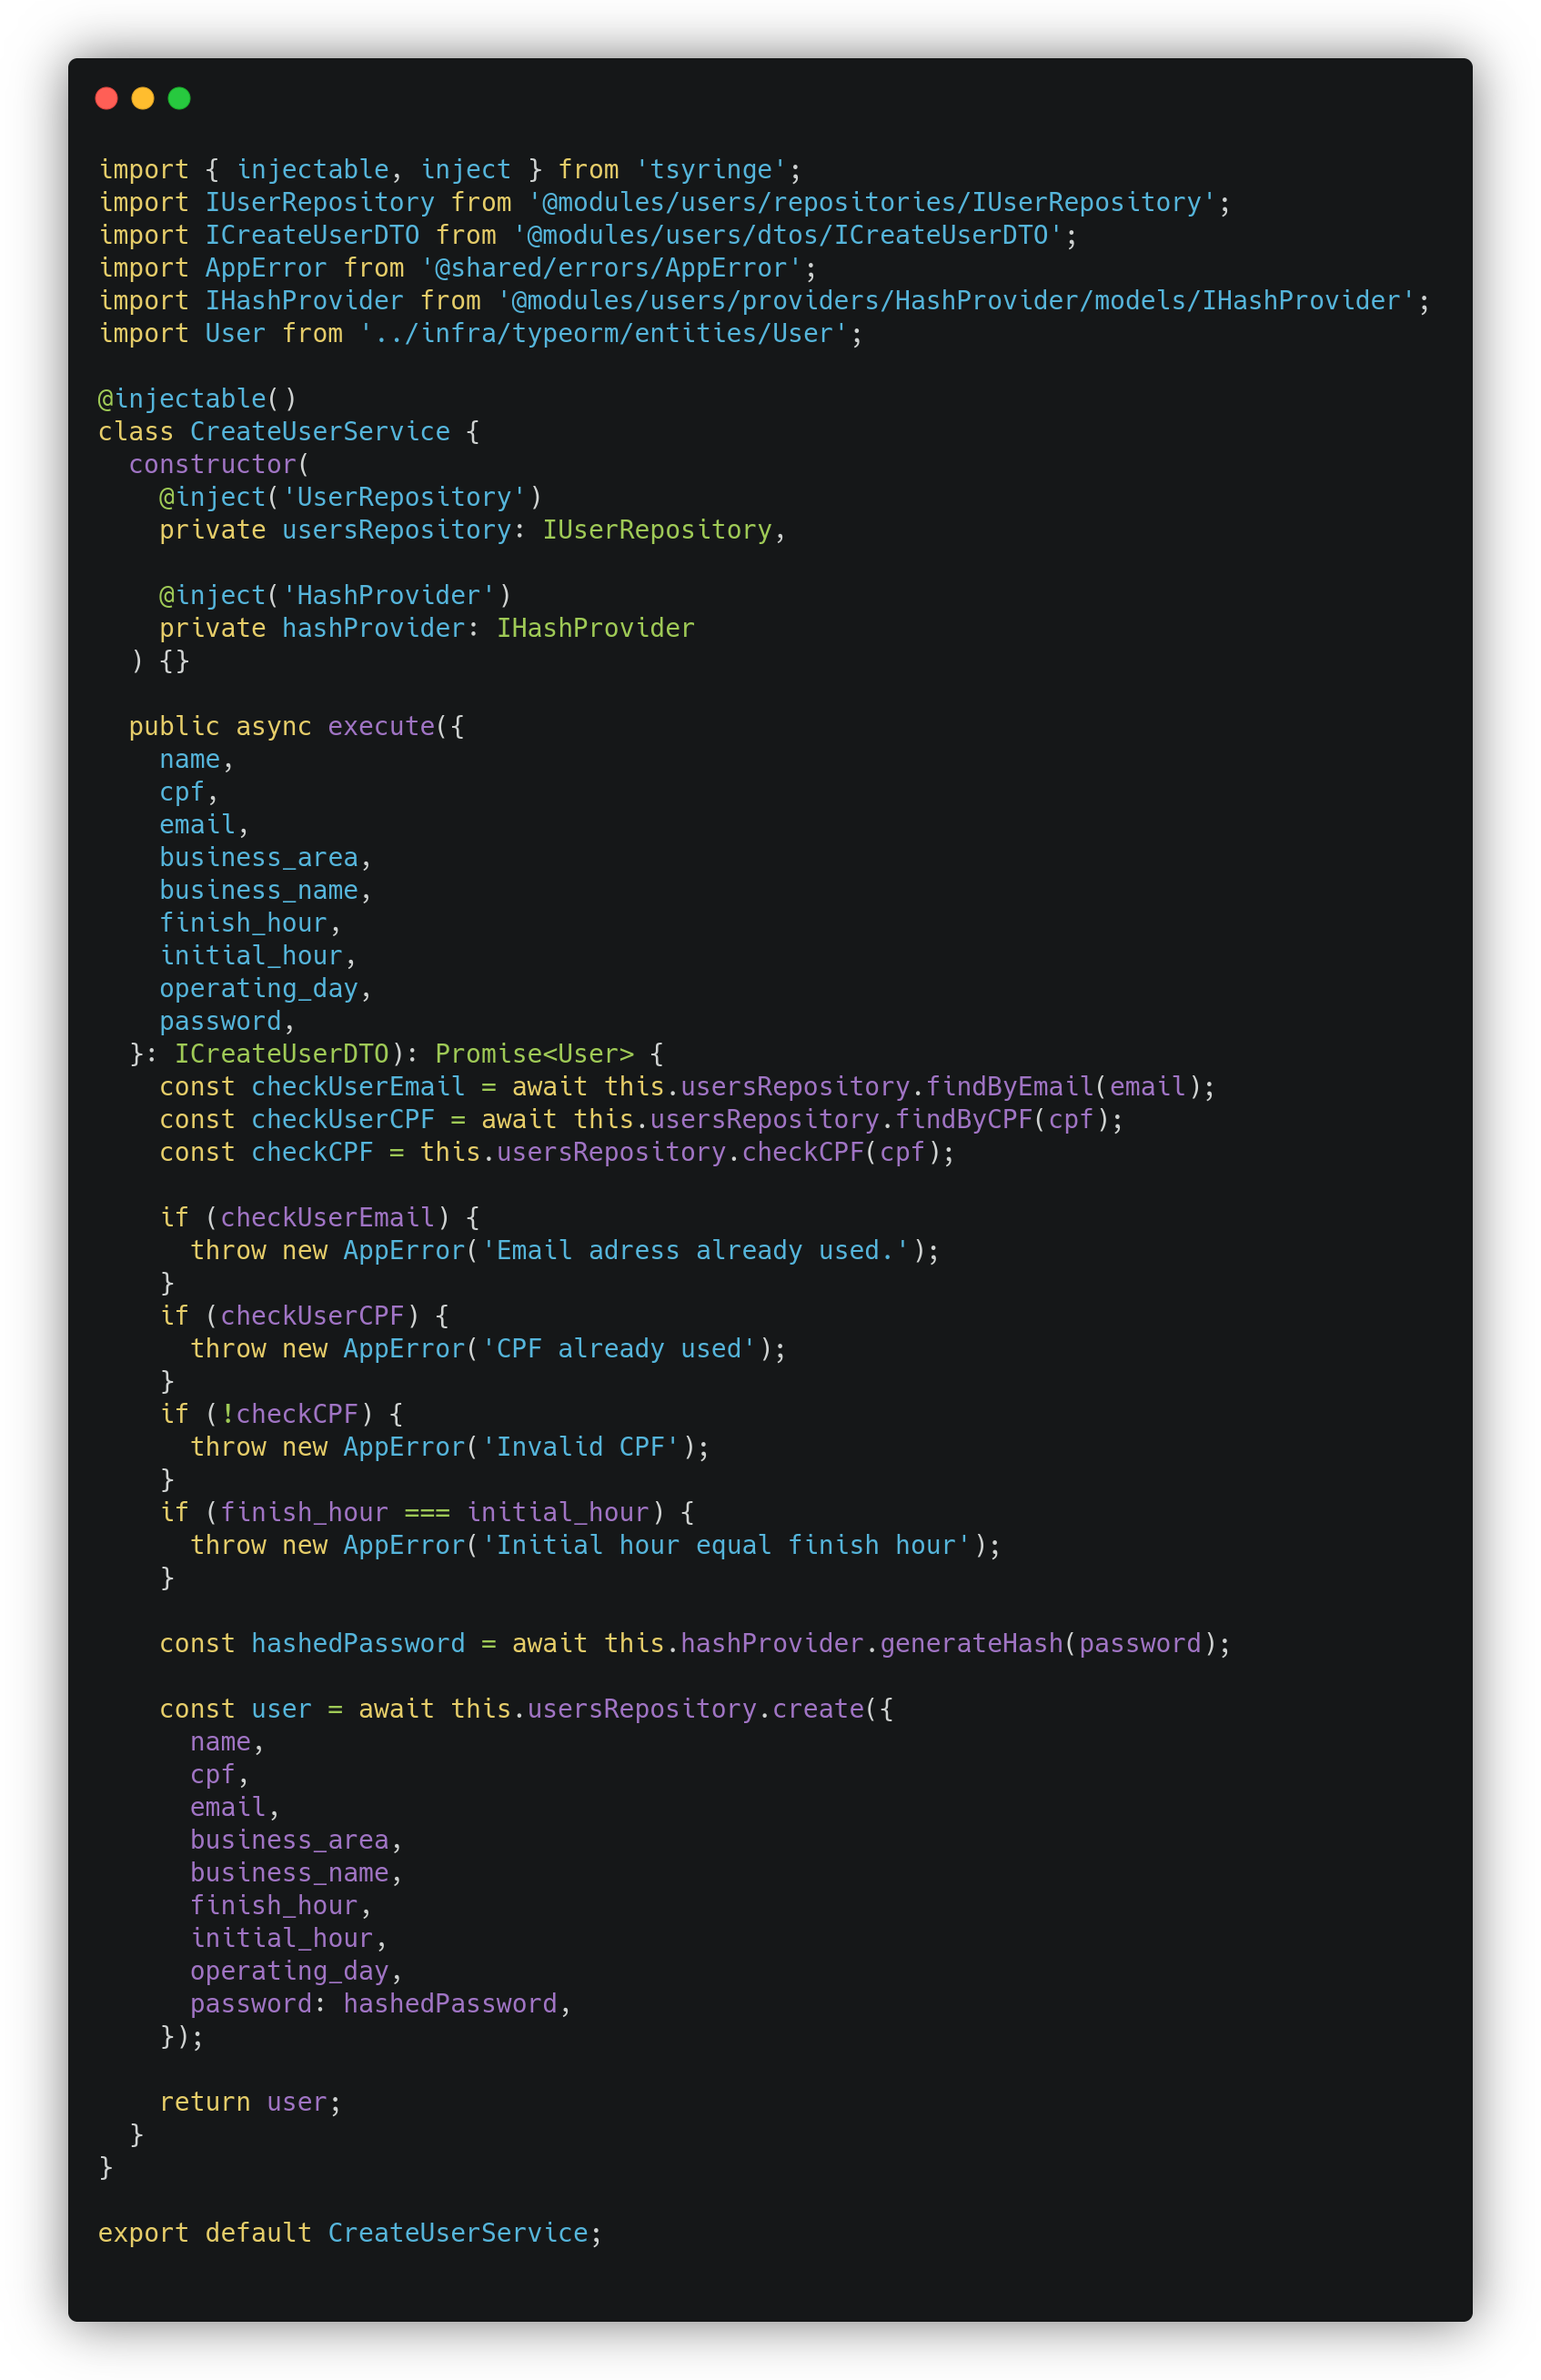 import { injectable, inject } from 'tsyringe';
import IUserRepository from '@modules/users/repositories/IUserRepository';
import ICreateUserDTO from '@modules/users/dtos/ICreateUserDTO';
import AppError from '@shared/errors/AppError';
import IHashProvider from '@modules/users/providers/HashProvider/models/IHashProvider';
import User from '../infra/typeorm/entities/User';

@injectable()
class CreateUserService {
  constructor(
    @inject('UserRepository')
    private usersRepository: IUserRepository,

    @inject('HashProvider')
    private hashProvider: IHashProvider
  ) {}

  public async execute({
    name,
    cpf,
    email,
    business_area,
    business_name,
    finish_hour,
    initial_hour,
    operating_day,
    password,
  }: ICreateUserDTO): Promise<User> {
    const checkUserEmail = await this.usersRepository.findByEmail(email);
    const checkUserCPF = await this.usersRepository.findByCPF(cpf);
    const checkCPF = this.usersRepository.checkCPF(cpf);

    if (checkUserEmail) {
      throw new AppError('Email adress already used.');
    }
    if (checkUserCPF) {
      throw new AppError('CPF already used');
    }
    if (!checkCPF) {
      throw new AppError('Invalid CPF');
    }
    if (finish_hour === initial_hour) {
      throw new AppError('Initial hour equal finish hour');
    }

    const hashedPassword = await this.hashProvider.generateHash(password);

    const user = await this.usersRepository.create({
      name,
      cpf,
      email,
      business_area,
      business_name,
      finish_hour,
      initial_hour,
      operating_day,
      password: hashedPassword,
    });

    return user;
  }
}

export default CreateUserService;